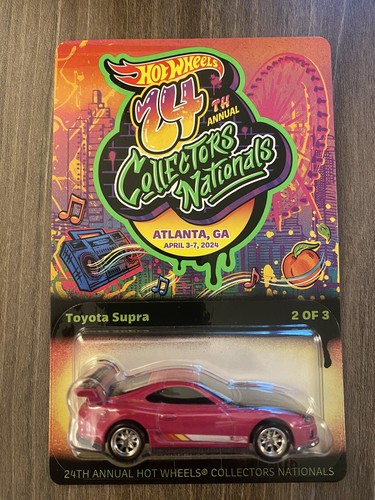 HOT WHEELS
24TH
ANNUAL
COLLECTORS
Nationals
ATLANTA, GA
APRIL 3-7, 2024
Toyota Supra 2 OF 3
24TH ANNUAL HOT WHEELS® COLLECTORS NATIONALS